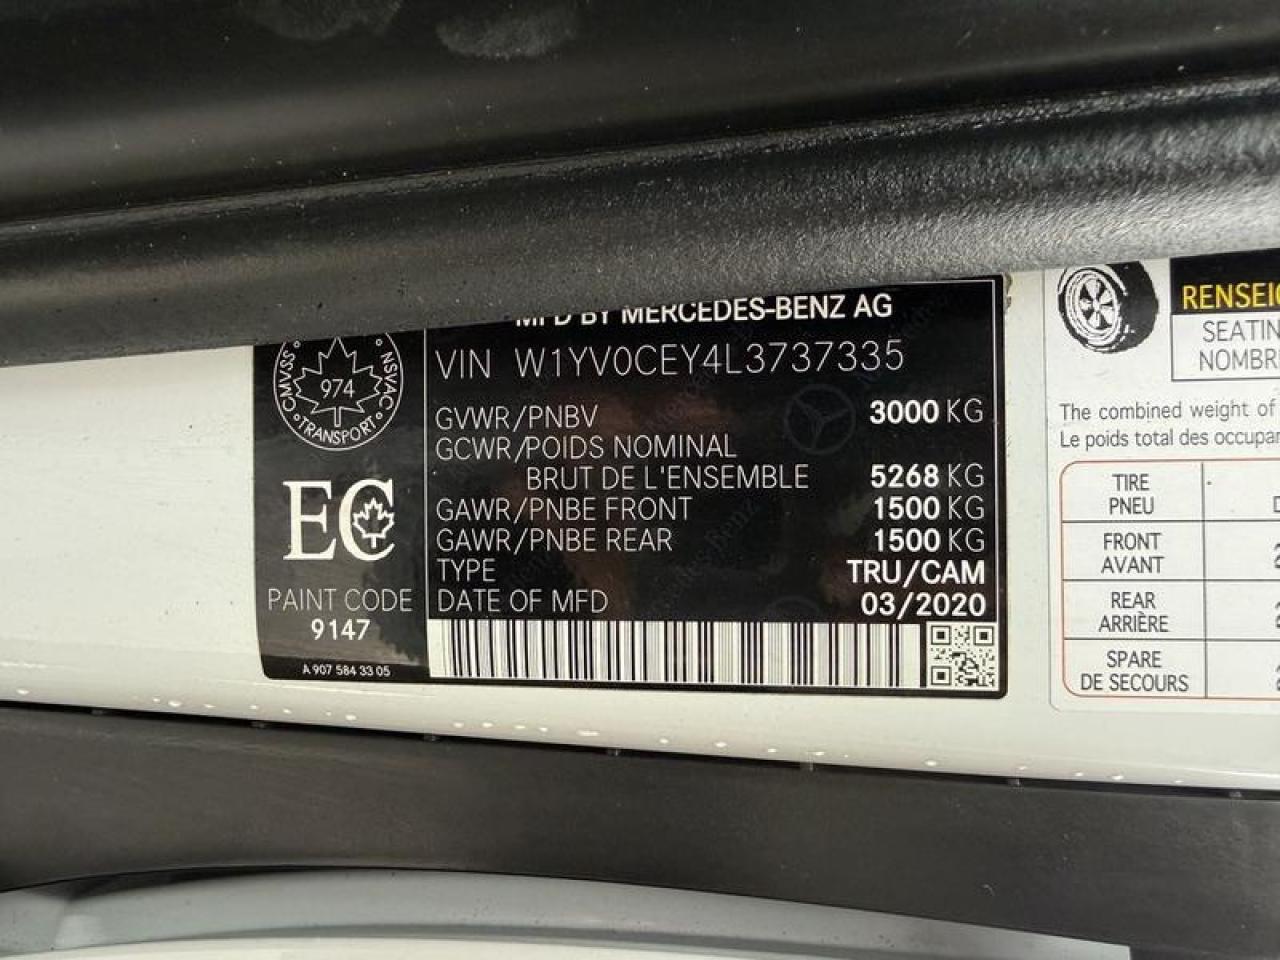 MFD BY MERCEDES-BENZ AG
VIN W1YV0CEY4L3737335
GVWR/PNBV 3000 KG
GCWR/POIDS NOMINAL
BRUT DE L'ENSEMBLE 5268 KG
GAWR/PNBE FRONT 1500 KG
GAWR/PNBE REAR 1500 KG
TYPE TRU/CAM
DATE OF MFD 03/2020
CMVSS NSVAC
974
TRANSPORT
EC
PAINT CODE
9147
A 907 584 33 05
RENSEI
SEATIN
NOMBR
The combined weight of
Le poids total des occupa
TIRE
PNEU
FRONT
AVANT
REAR
ARRIÈRE
SPARE
DE SECOURS